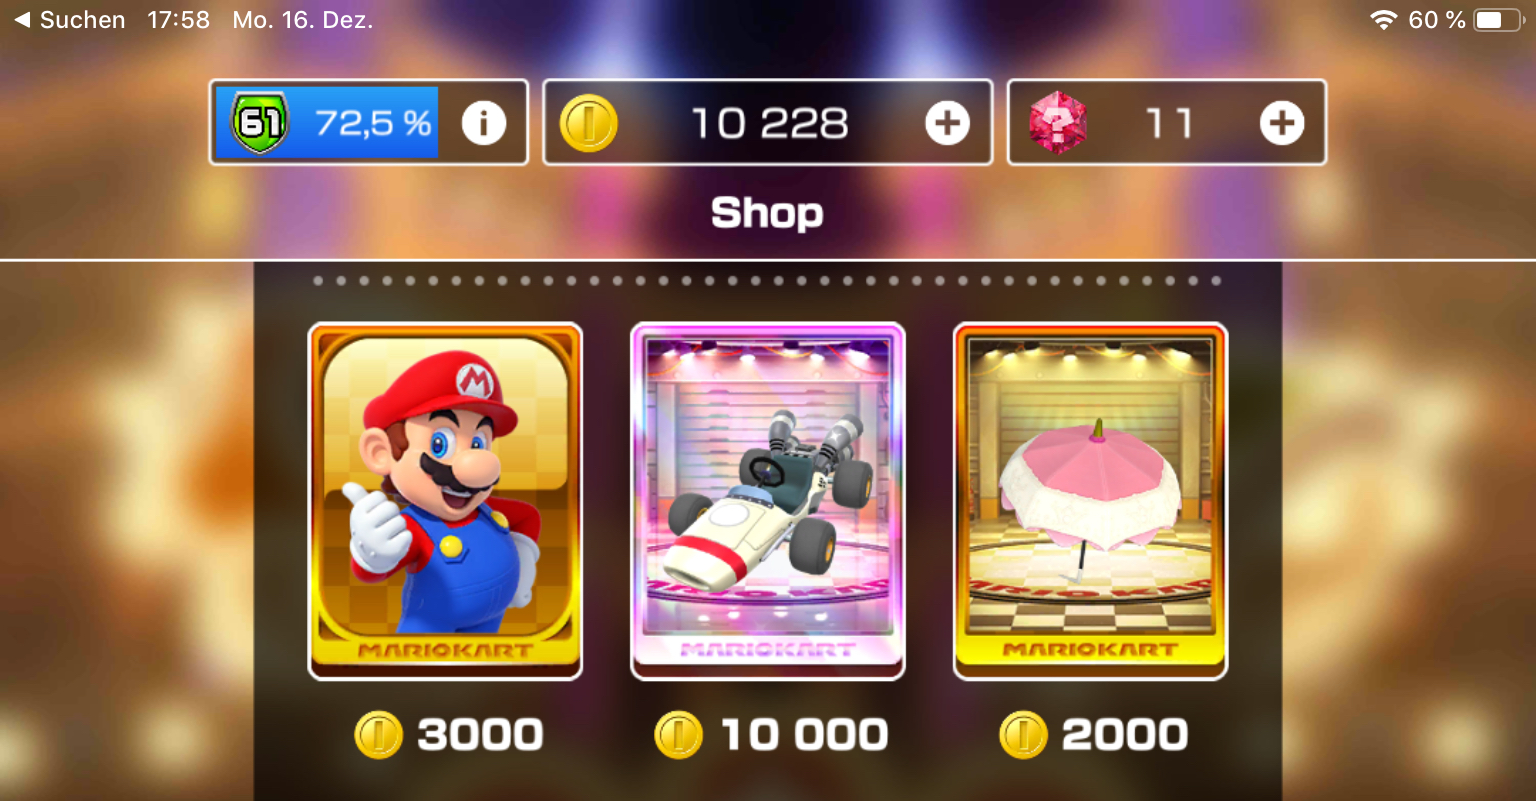 ◀ Suchen 17:58 Mo. 16. Dez. 60 %
61 72,5 % i 10 228 + ? 11 +
Shop
M
MARIOKART MARIOKART MARIOKART
3000 10 000 2000